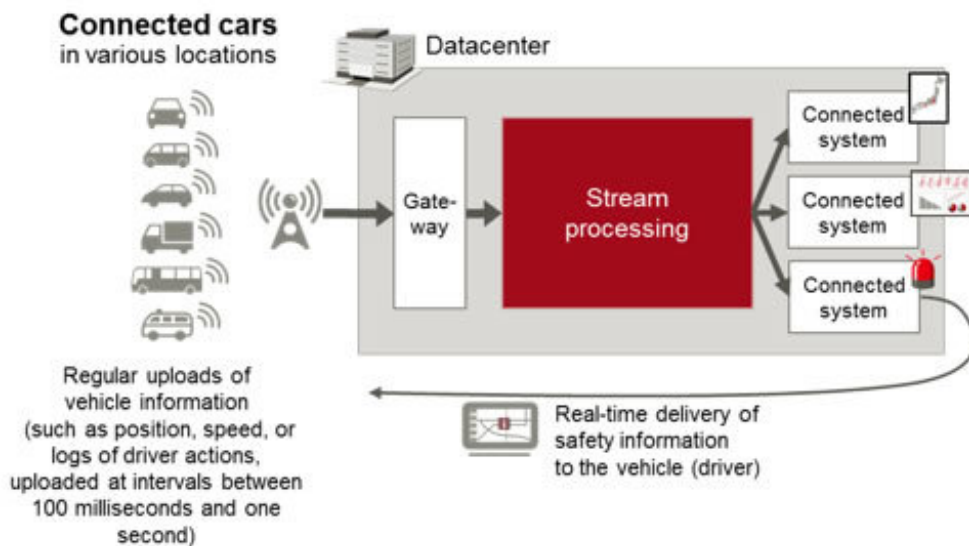 Connected cars
in various locations
Datacenter
Gate-
way
Stream
processing
Connected
system
Connected
system
Connected
system
Regular uploads of
vehicle information
(such as position, speed, or
logs of driver actions,
uploaded at intervals between
100 milliseconds and one
second)
Real-time delivery of
safety information
to the vehicle (driver)